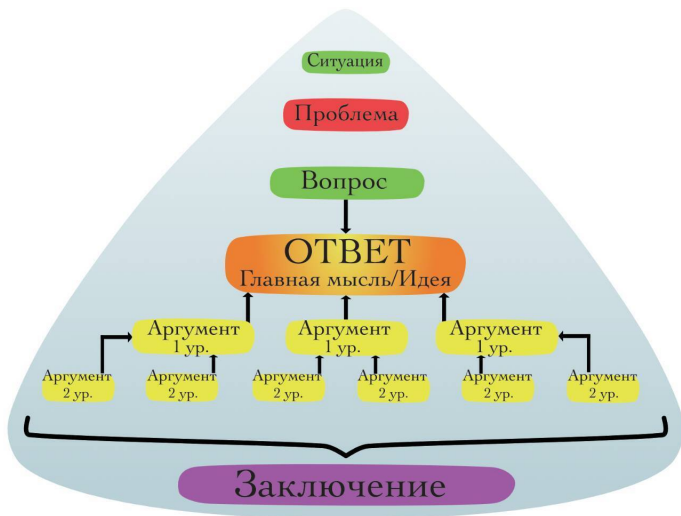 Ситуация
Проблема
Вопрос
ОТВЕТ
Главная мысль/Идея
Аргумент
1 ур.
Аргумент
1 ур.
Аргумент
1 ур.
Аргумент
2 ур.
Аргумент
2 ур.
Аргумент
2 ур.
Аргумент
2 ур.
Аргумент
2 ур.
Аргумент
2 ур.
Заключение